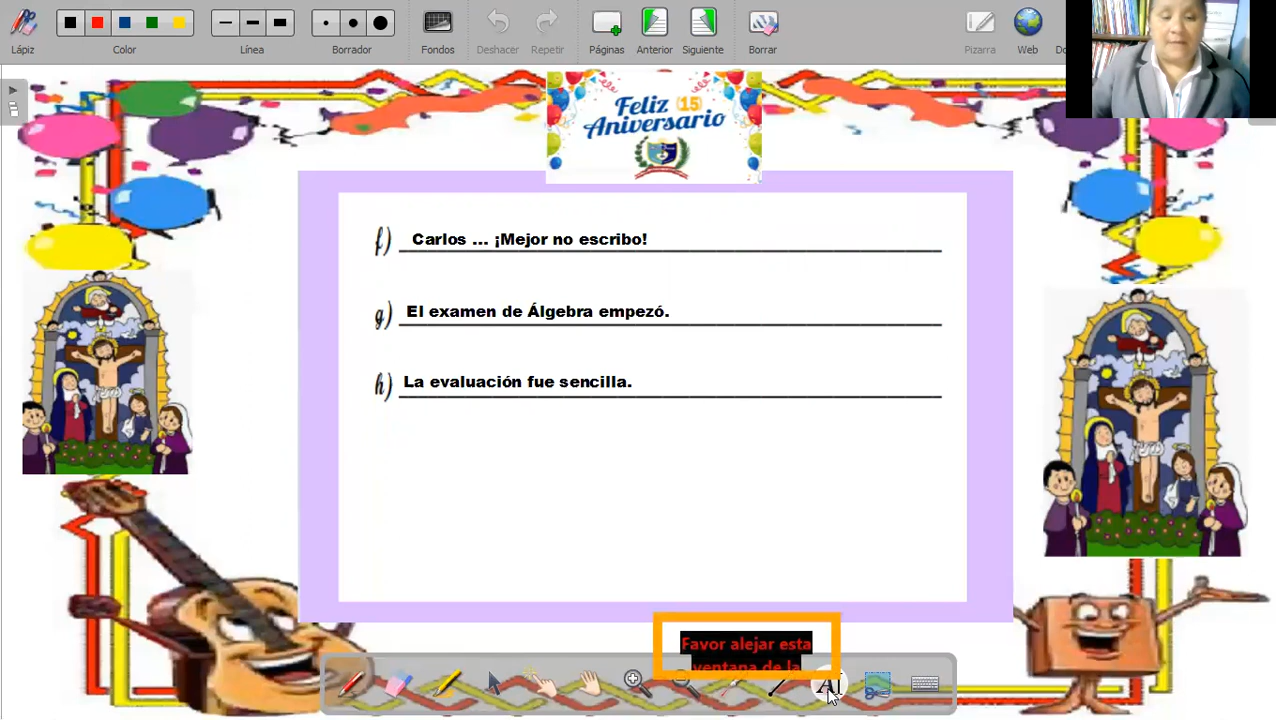 Lápiz
Color
Línea
Borrador
Fondos
Deshacer
Repetir
Páginas
Anterior
Siguiente
Borrar
Pizarra
Web
Feliz 15
Aniversario
f) Carlos ... ¡Mejor no escribo!
g) El examen de Álgebra empezó.
h) La evaluación fue sencilla.
Favor alejar esta
ventana de la
AI